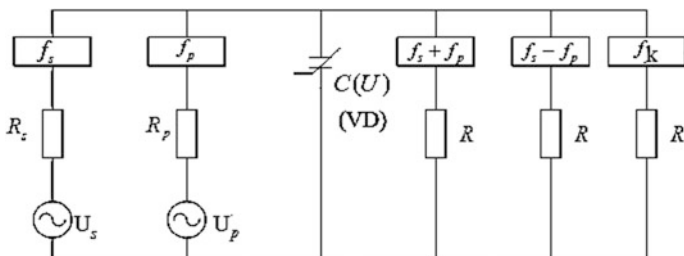 f_s f_p f_s + f_p f_s − f_p f_k
C(U)
R_s R_p (VD) R R R
U_s U_p